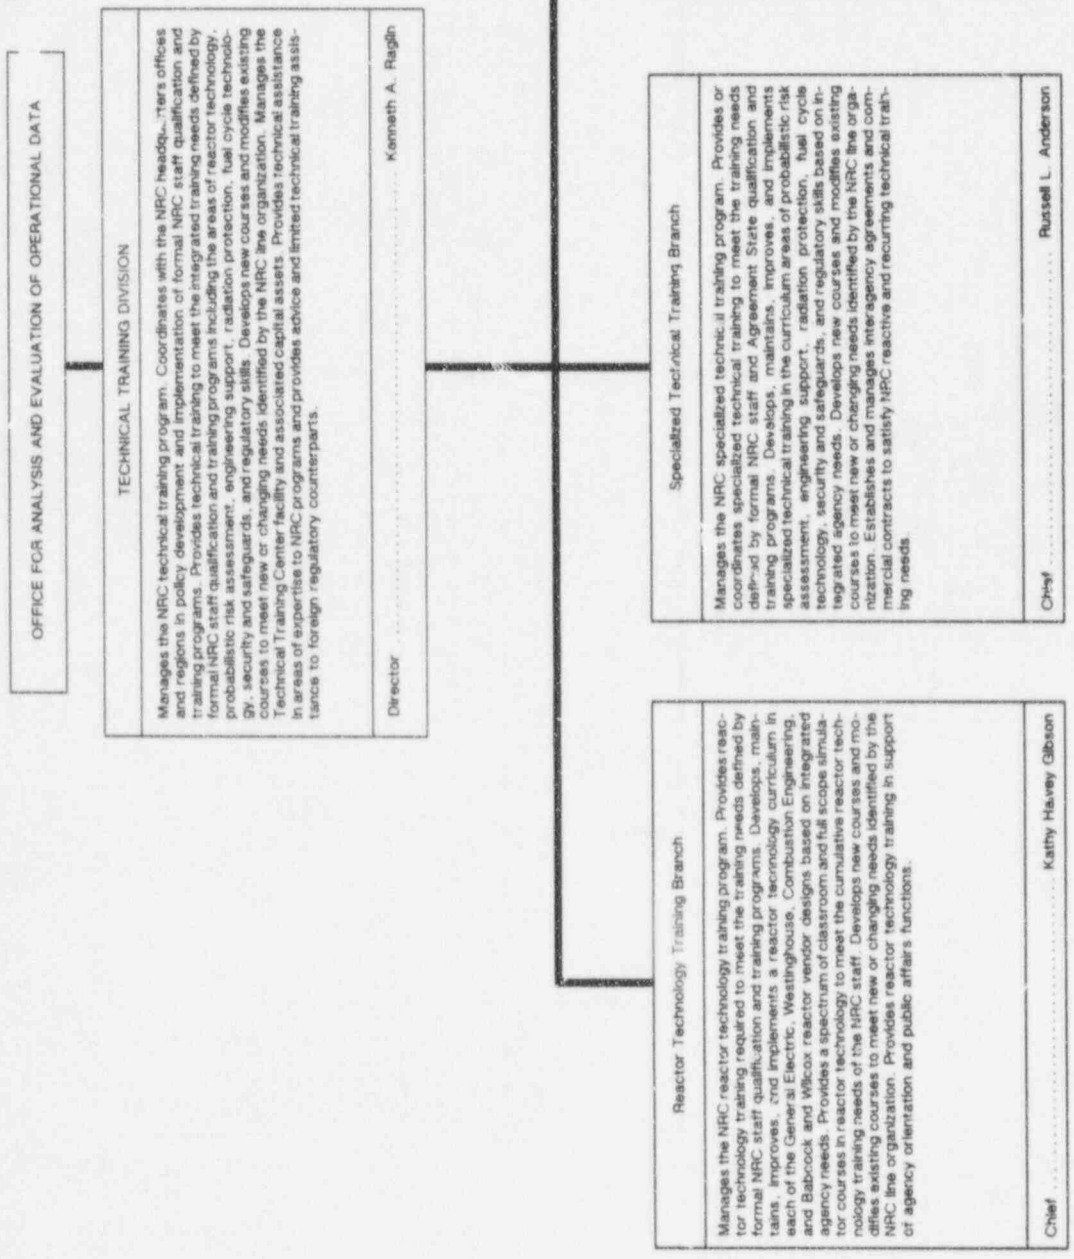 OFFICE FOR ANALYSIS AND EVALUATION OF OPERATIONAL DATA
TECHNICAL TRAINING DIVISION
Manages the NRC technical training program. Coordinates with the NRC headquarters offices
and regions in policy development and implementation of formal NRC staff qualification and
training programs. Provides technical training to meet the integrated training needs defined by
formal NRC staff qualification and training programs including the areas of reactor technology,
probabilistic risk assessment, engineering support, radiation protection, fuel cycle technolo-
gy, security and safeguards, and regulatory skills. Develops new courses and modifies existing
courses to meet new or changing needs identified by the NRC line organization. Manages the
Technical Training Center facility and associated capital assets. Provides technical assistance
in areas of expertise to NRC programs and provides advice and limited technical training assis-
tance to foreign regulatory counterparts.
Director .......... Kenneth A. Raglin
Reactor Technology Training Branch
Manages the NRC reactor technology training program. Provides reac-
tor technology training required to meet the training needs defined by
formal NRC staff qualification and training programs. Develops, main-
tains, improves, and implements a reactor technology curriculum in
each of the General Electric, Westinghouse, Combustion Engineering,
and Babcock and Wilcox reactor vendor designs based on integrated
agency needs. Provides a spectrum of classroom and full scope simula-
tor courses in reactor technology to meet the cumulative reactor tech-
nology training needs of the NRC staff. Develops new courses and mo-
difies existing courses to meet new or changing needs identified by the
NRC line organization. Provides reactor technology training in support
of agency orientation and public affairs functions.
Chief .......... Kathy Harvey Gibson
Specialized Technical Training Branch
Manages the NRC specialized technical training program. Provides or
coordinates specialized technical training to meet the training needs
defined by formal NRC staff and Agreement State qualification and
training programs. Develops, maintains, improves, and implements
specialized technical training in the curriculum areas of probabilistic risk
assessment, engineering support, radiation protection, fuel cycle
technology, security and safeguards, and regulatory skills based on in-
tegrated agency needs. Develops new courses and modifies existing
courses to meet new or changing needs identified by the NRC line orga-
nization. Establishes and manages interagency agreements and com-
mercial contracts to satisfy NRC reactive and recurring technical train-
ing needs.
Chief .......... Russell L. Anderson